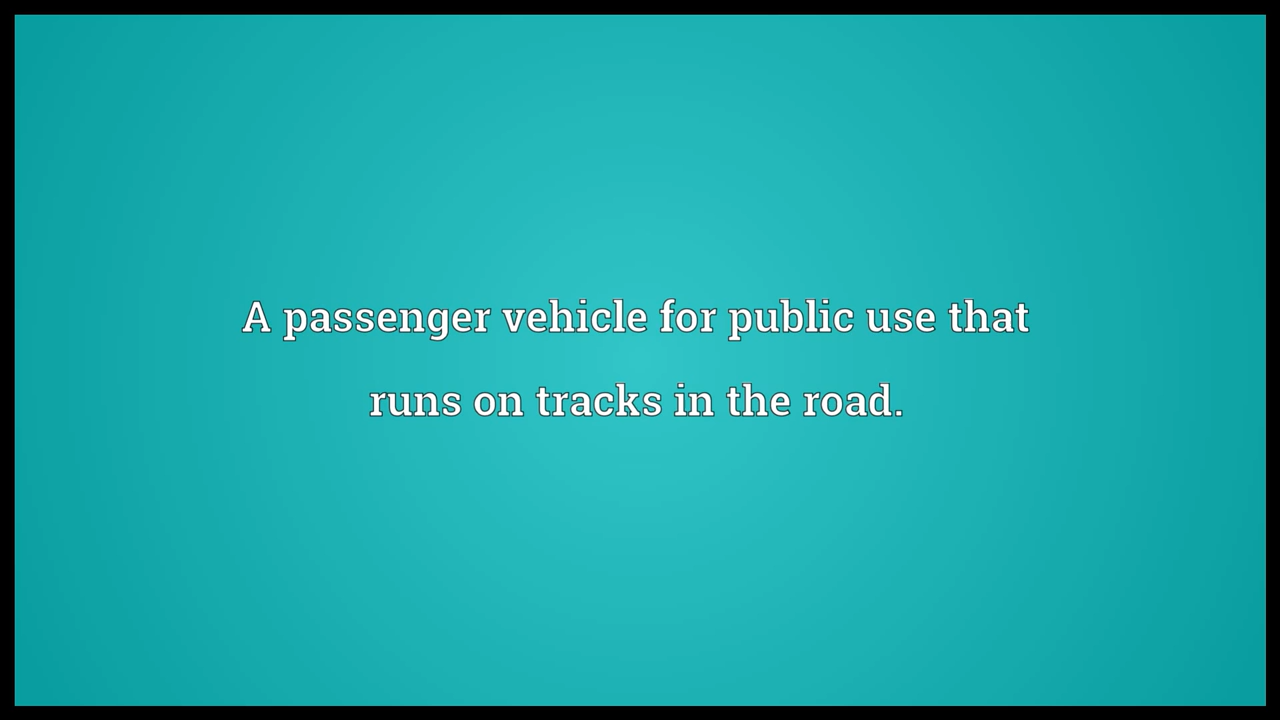 A passenger vehicle for public use that
runs on tracks in the road.